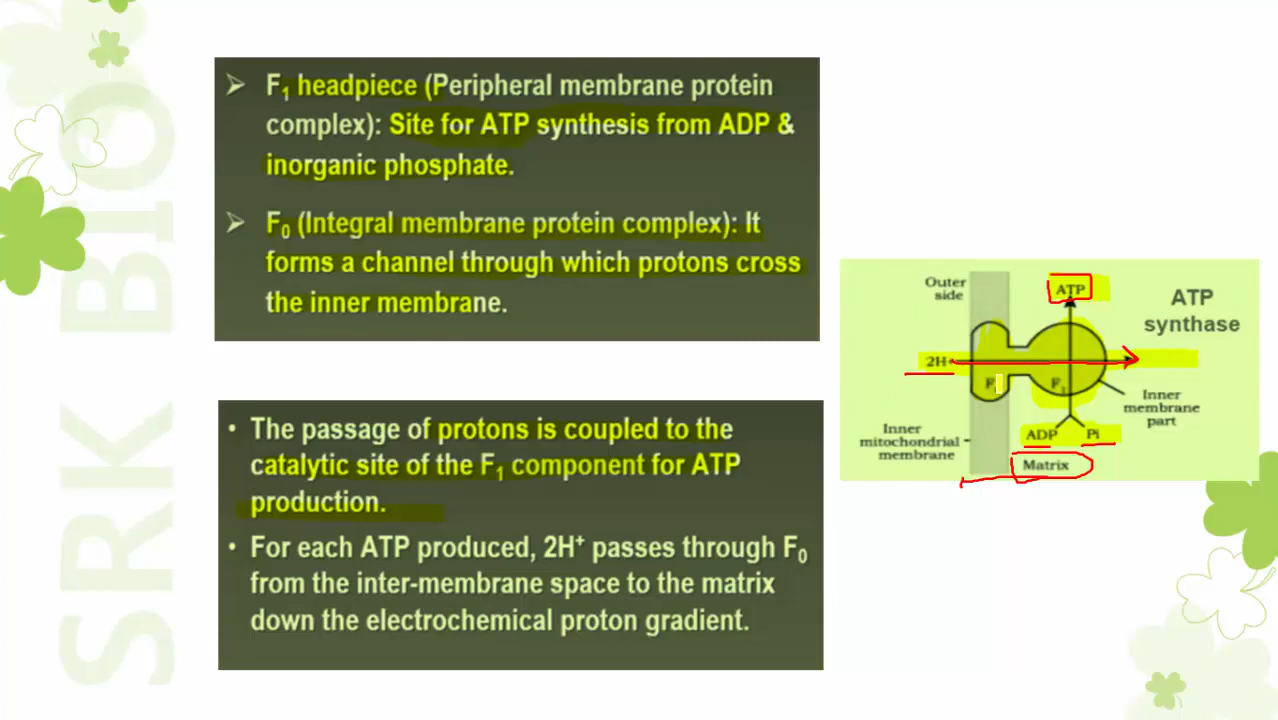 SRK BIO
➢ F₁ headpiece (Peripheral membrane protein
complex): Site for ATP synthesis from ADP &
inorganic phosphate.
➢ F₀ (Integral membrane protein complex): It
forms a channel through which protons cross
the inner membrane.
• The passage of protons is coupled to the
catalytic site of the F₁ component for ATP
production.
• For each ATP produced, 2H⁺ passes through F₀
from the inter-membrane space to the matrix
down the electrochemical proton gradient.
Outer
side
ATP
ATP
synthase
2H⁺
F
F₁
Inner
membrane
part
Inner
mitochondrial
membrane
ADP Pi
Matrix